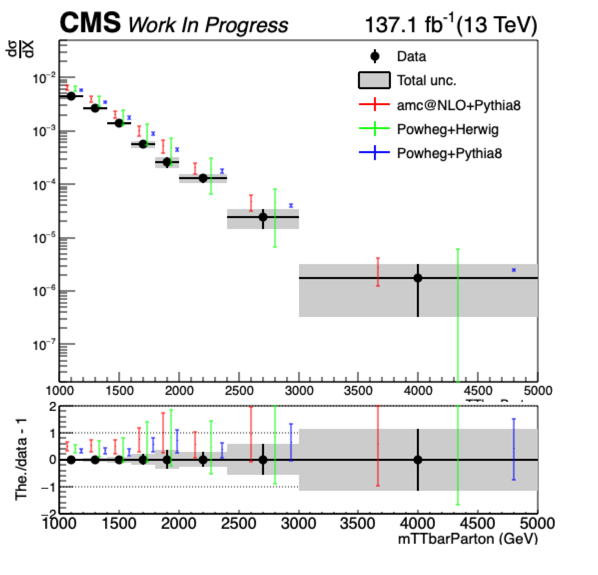 CMS Work In Progress 137.1 fb-1(13 TeV)
dσ
dX
Data
Total unc.
amc@NLO+Pythia8
Powheg+Herwig
Powheg+Pythia8
10−2
10−3
10−4
10−5
10−6
10−7
1000 1500 2000 2500 3000 3500 4000 4500 5000
The./data - 1
2
1
0
−1
−2
1000 1500 2000 2500 3000 3500 4000 4500 5000
mTTbarParton (GeV)